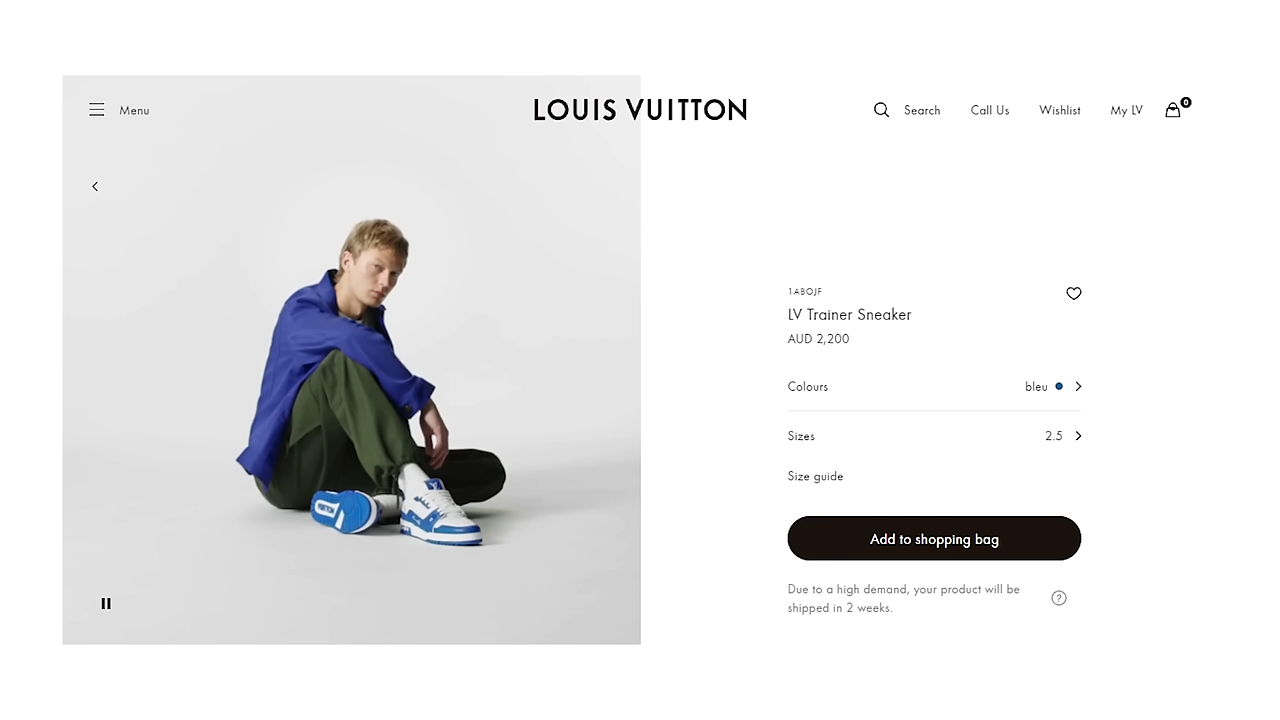 Menu
LOUIS VUITTON
Search
Call Us
Wishlist
My LV
0
1ABOJF
LV Trainer Sneaker
AUD 2,200
Colours
bleu
Sizes
2.5
Size guide
Add to shopping bag
Due to a high demand, your product will be
shipped in 2 weeks.
?
VUITTON